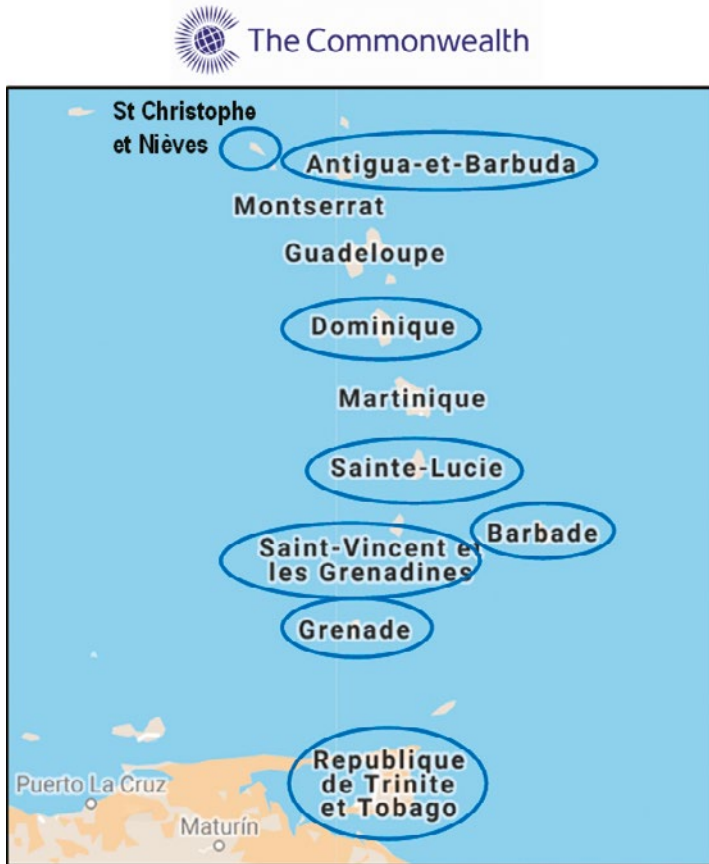 The Commonwealth
St Christophe
et Nièves
Antigua-et-Barbuda
Montserrat
Guadeloupe
Dominique
Martinique
Sainte-Lucie
Barbade
Saint-Vincent et
les Grenadines
Grenade
Republique
de Trinite
et Tobago
Puerto La Cruz
Maturín